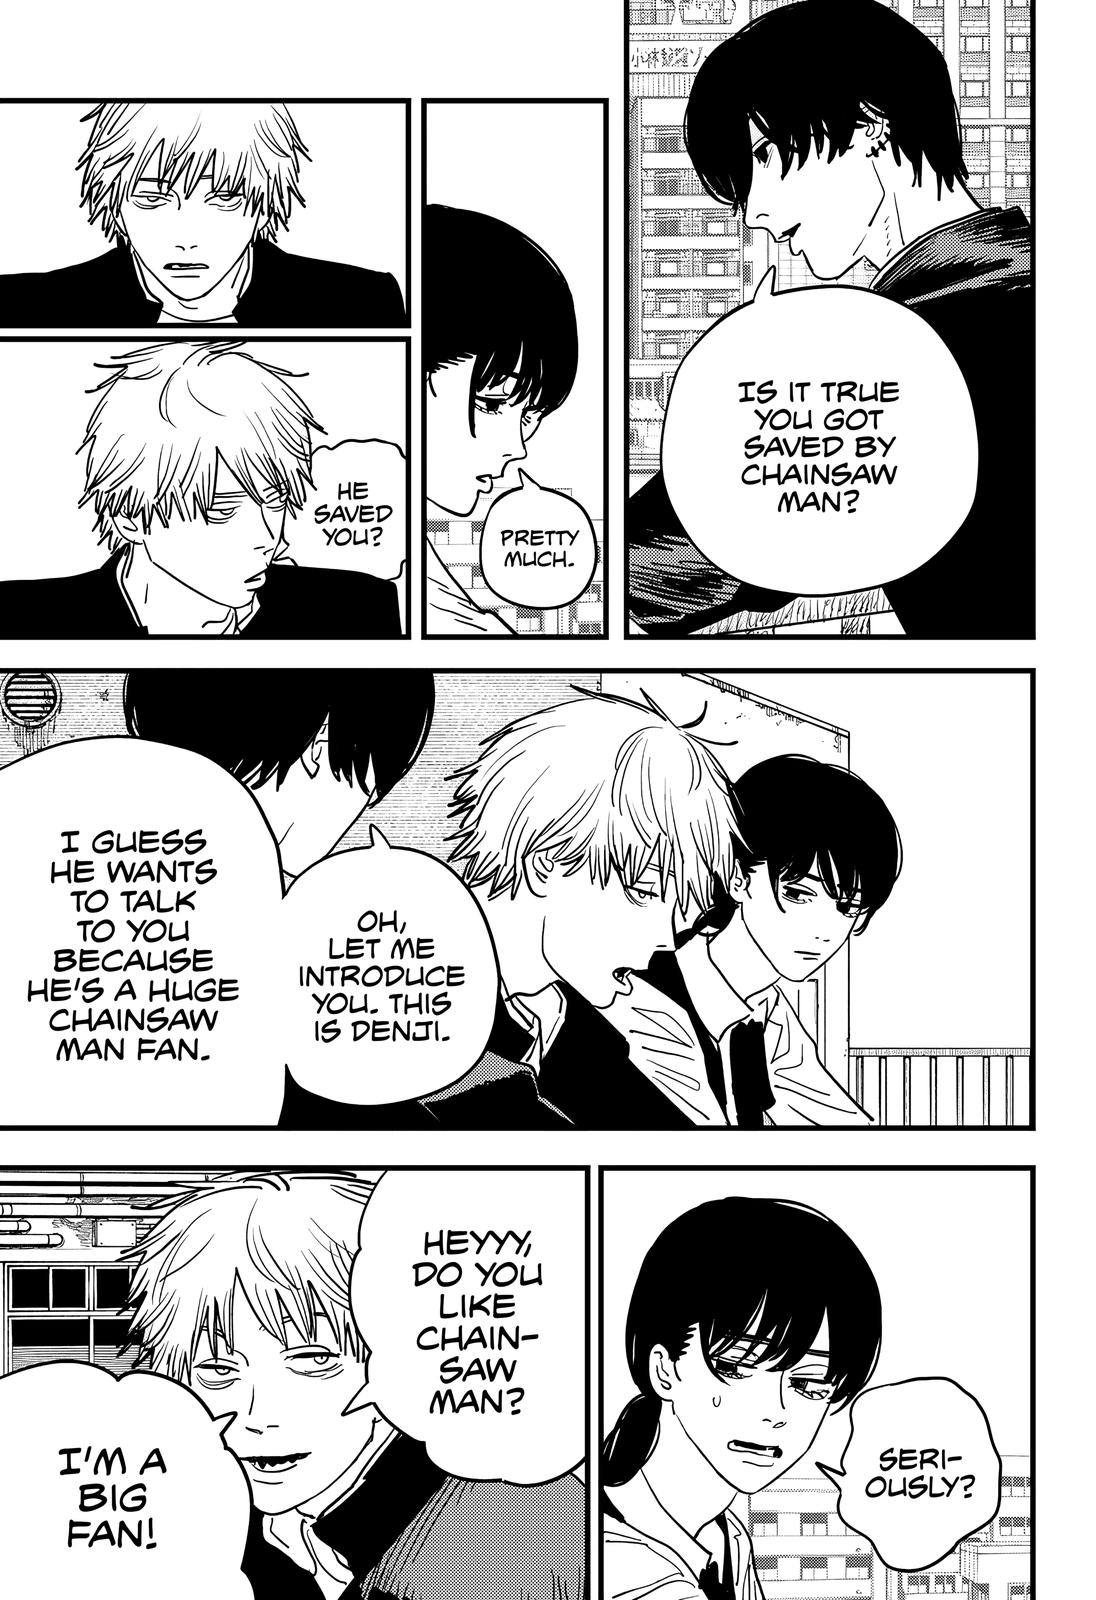 IS IT TRUE
YOU GOT
SAVED BY
CHAINSAW
MAN?
PRETTY
MUCH.
HE
SAVED
YOU?
OH,
LET ME
INTRODUCE
YOU. THIS
IS DENJI.
I GUESS
HE WANTS
TO TALK
TO YOU
BECAUSE
HE'S A HUGE
CHAINSAW
MAN FAN.
SERI-
OUSLY?
HEYYY,
DO YOU
LIKE
CHAIN-
SAW
MAN?
I'M A
BIG
FAN!